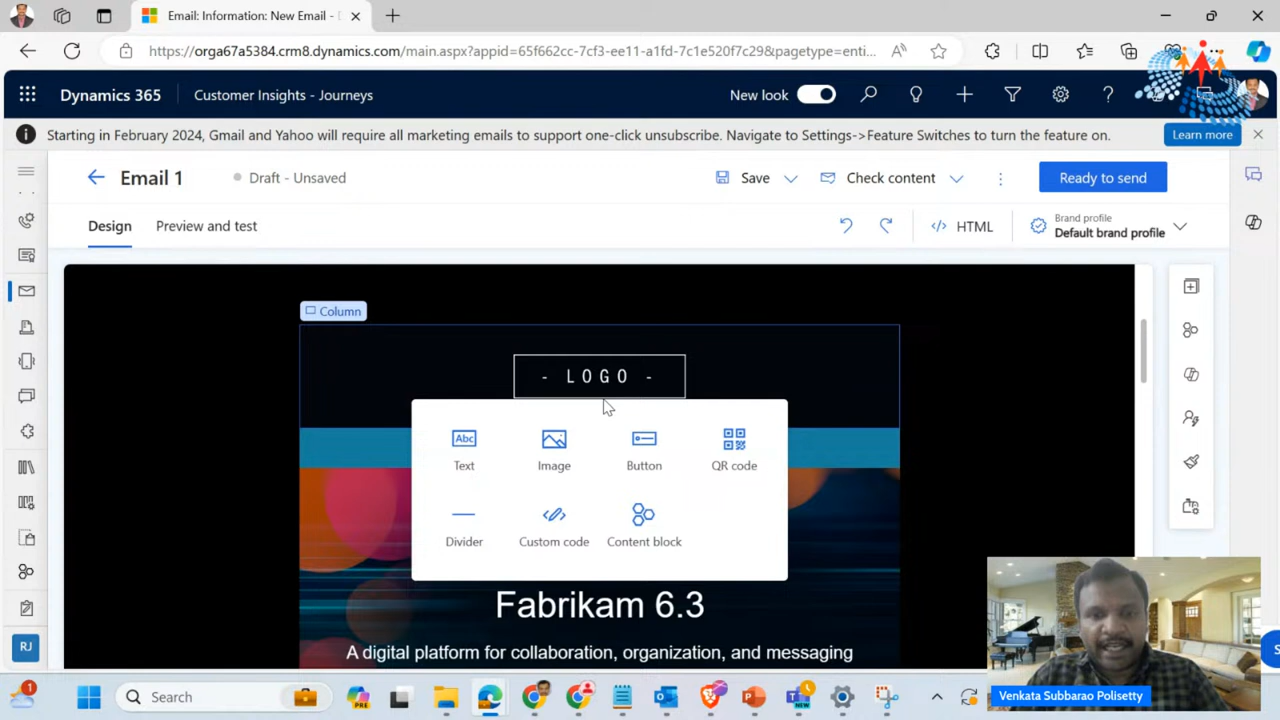 Email: Information: New Email -
https://orga67a5384.crm8.dynamics.com/main.aspx?appid=65f662cc-7cf3-ee11-a1fd-7c1e520f7c29&pagetype=enti...
Dynamics 365
Customer Insights - Journeys
New look
Starting in February 2024, Gmail and Yahoo will require all marketing emails to support one-click unsubscribe. Navigate to Settings->Feature Switches to turn the feature on.
Learn more
Email 1
Draft - Unsaved
Save
Check content
Ready to send
Design
Preview and test
HTML
Brand profile
Default brand profile
Column
- LOGO -
Abc
Text
Image
Button
QR code
Divider
Custom code
Content block
Fabrikam 6.3
A digital platform for collaboration, organization, and messaging
RJ
S
Venkata Subbarao Polisetty
1
Search
NEW